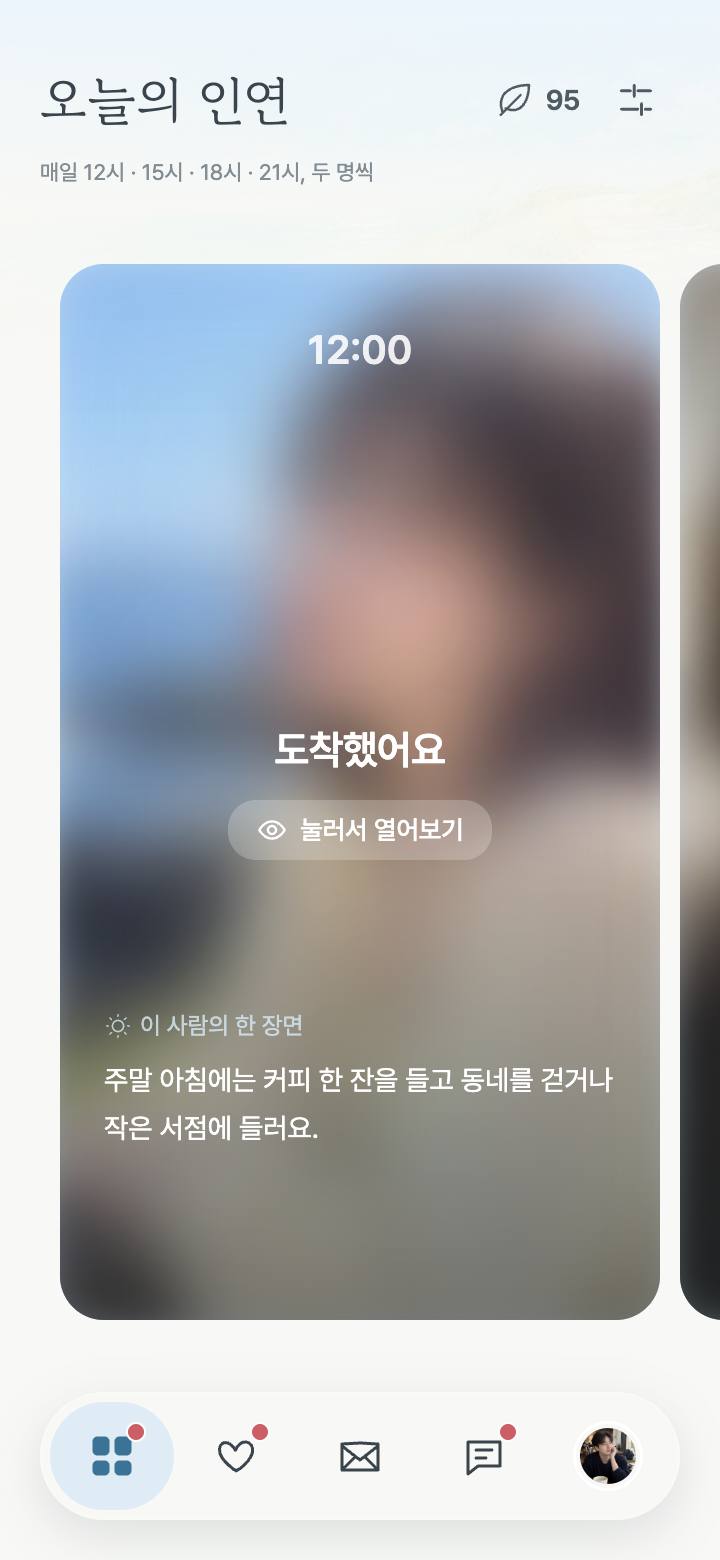 오늘의 인연
95
매일 12시 · 15시 · 18시 · 21시, 두 명씩
12:00
도착했어요
눌러서 열어보기
이 사람의 한 장면
주말 아침에는 커피 한 잔을 들고 동네를 걷거나
작은 서점에 들러요.